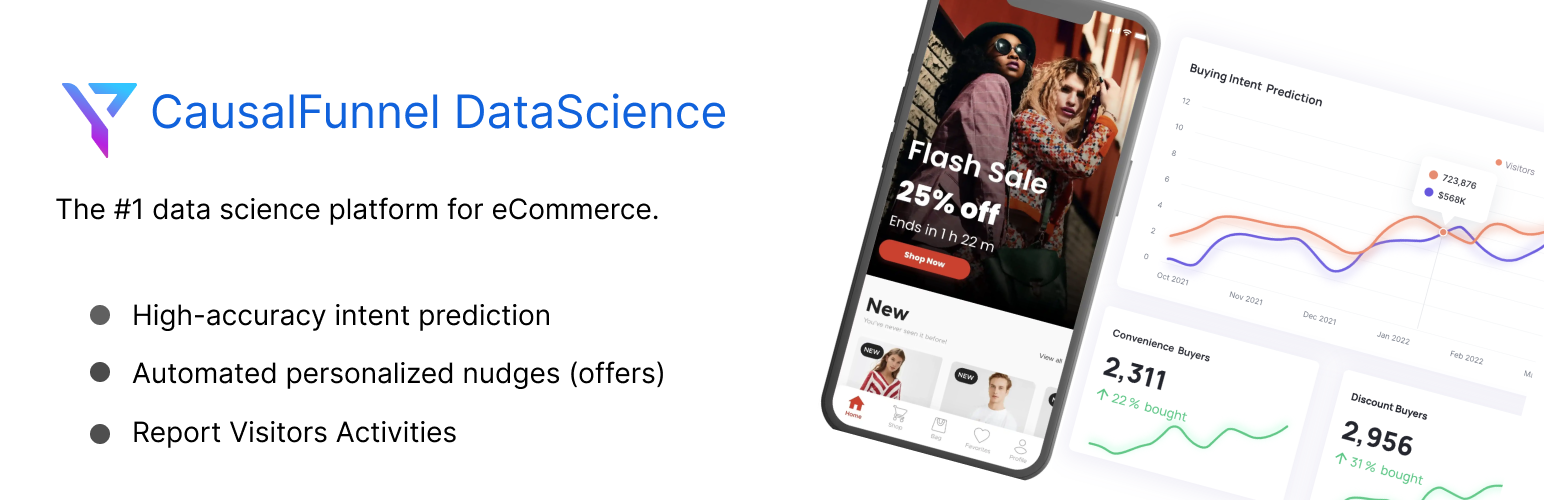 CausalFunnel DataScience
The #1 data science platform for eCommerce.
High-accuracy intent prediction
Automated personalized nudges (offers)
Report Visitors Activities
Flash Sale
25% off
Ends in 1 h 22 m
Shop Now
New
You've never seen it before!
View all
NEW
NEW
Home
Shop
Bag
Favorites
Profile
Buying Intent Prediction
Visitors
12
10
8
6
4
2
0
723,876
$568K
Oct 2021
Nov 2021
Dec 2021
Jan 2022
Feb 2022
Convenience Buyers
2,311
22% bought
Discount Buyers
2,956
31% bought